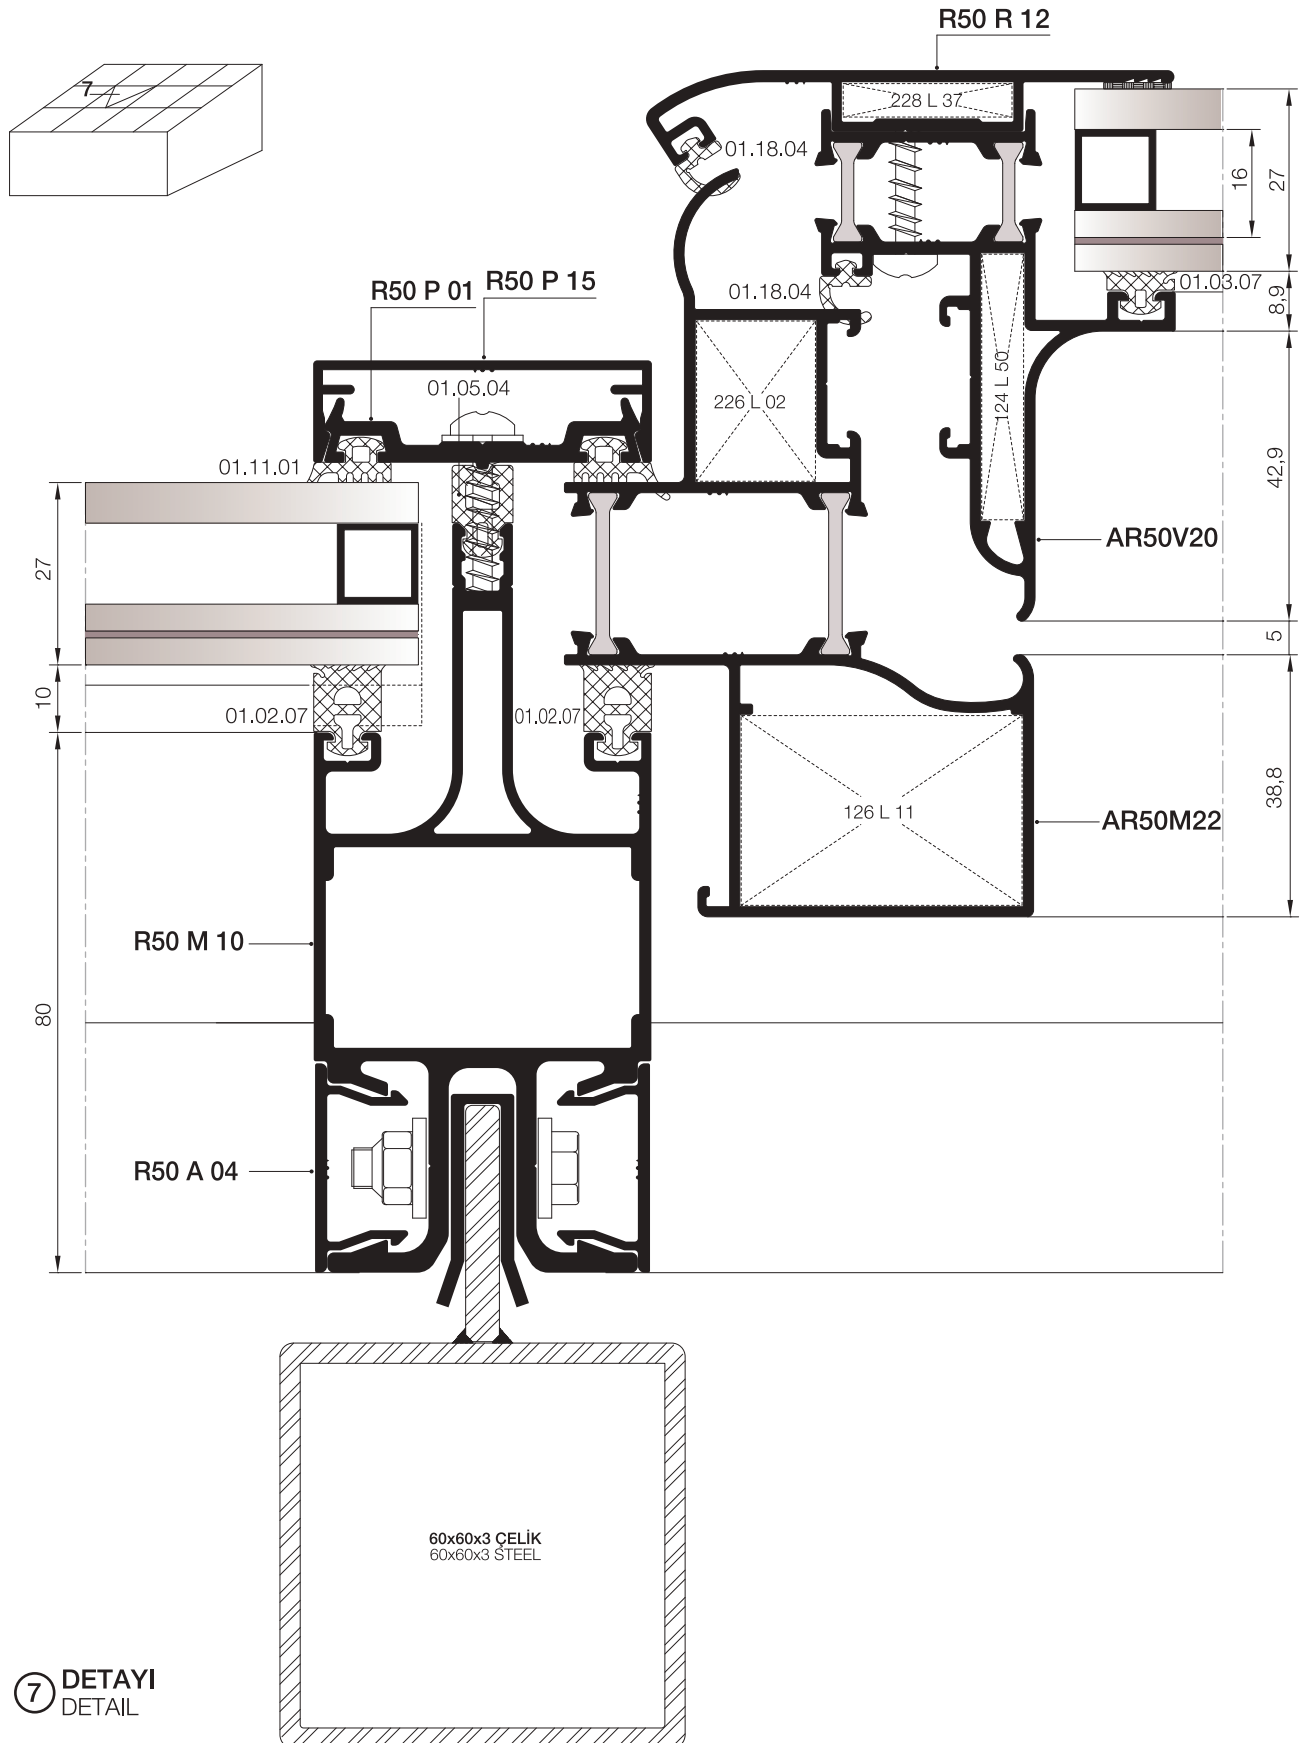 R50 R 12
7
228 L 37
01.18.04
16
27
R50 P 01
R50 P 15
01.18.04
01.03.07
8,9
01.05.04
226 L 02
124 L 50
42,9
01.11.01
AR50V20
27
5
10
01.02.07
01.02.07
126 L 11
AR50M22
38,8
R50 M 10
80
R50 A 04
60x60x3 ÇELİK
60x60x3 STEEL
7 DETAYI
DETAIL